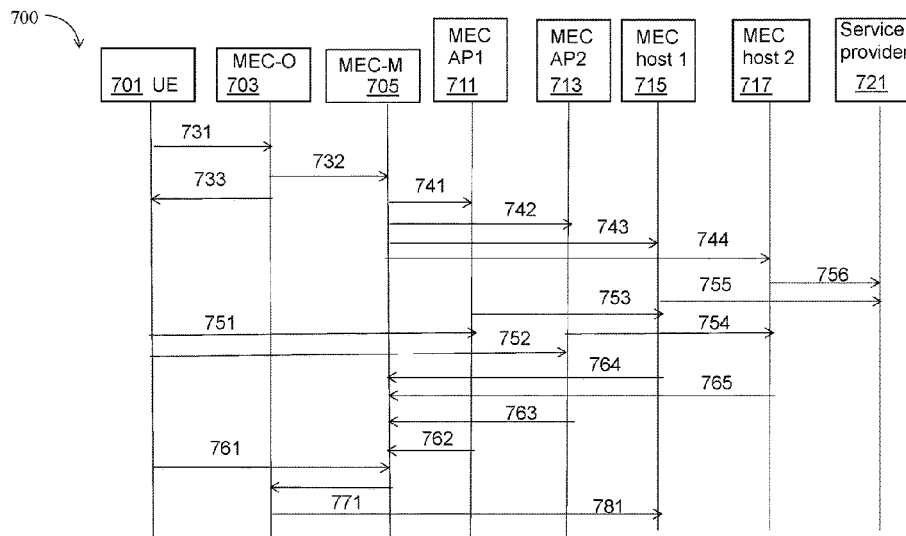 700
701 UE
MEC-O
703
MEC-M
705
MEC
AP1
711
MEC
AP2
713
MEC
host 1
715
MEC
host 2
717
Service
provider
721
731
732
733
741
742
743
744
756
755
753
751
754
752
764
765
763
762
761
771
781